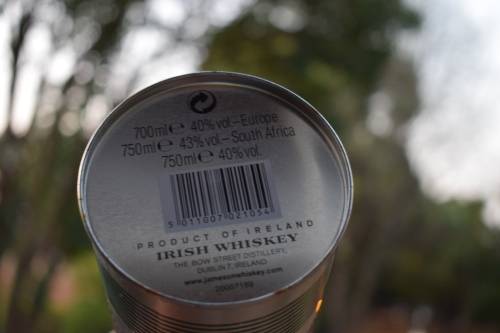 700ml℮ 40%vol.–Europe
750ml℮ 43%vol.–South Africa
750ml℮ 40%vol.
5 011007 021054
PRODUCT OF IRELAND
IRISH WHISKEY
THE BOW STREET DISTILLERY,
DUBLIN 7, IRELAND
www.jamesonwhiskey.com